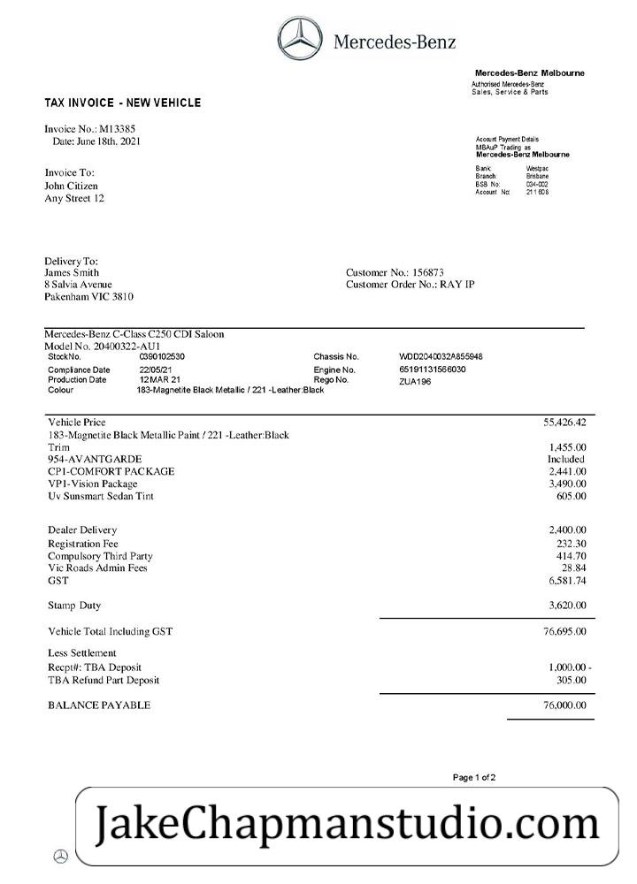 Mercedes-Benz
Mercedes-Benz Melbourne
Authorised Mercedes-Benz
Sales, Service & Parts
TAX INVOICE - NEW VEHICLE
Invoice No.: M13385
Date: June 18th, 2021
Account Payment Details
MBAuP Trading as
Mercedes-Benz Melbourne
Invoice To:
John Citizen
Any Street 12
Bank: Westpac
Branch: Brisbane
BSB No: 034-002
Account No: 211 606
Delivery To:
James Smith
8 Salvia Avenue
Pakenham VIC 3810
Customer No.: 156873
Customer Order No.: RAY IP
Mercedes-Benz C-Class C250 CDI Saloon
Model No. 20400322-AU1
Stock No. 0390102530 Chassis No. WDD2040032A855948
Compliance Date 22/05/21 Engine No. 65191131566030
Production Date 12 MAR 21 Rego No. ZUA196
Colour 183-Magnetite Black Metallic / 221 -Leather:Black
Vehicle Price 55,426.42
183-Magnetite Black Metallic Paint / 221 -Leather:Black
Trim 1,455.00
954-AVANTGARDE Included
CP1-COMFORT PACKAGE 2,441.00
VP1-Vision Package 3,490.00
Uv Sunsmart Sedan Tint 605.00
Dealer Delivery 2,400.00
Registration Fee 232.30
Compulsory Third Party 414.70
Vic Roads Admin Fees 28.84
GST 6,581.74
Stamp Duty 3,620.00
Vehicle Total Including GST 76,695.00
Less Settlement
Recpt#: TBA Deposit 1,000.00 -
TBA Refund Part Deposit 305.00
BALANCE PAYABLE 76,000.00
Page 1 of 2
JakeChapmanstudio.com